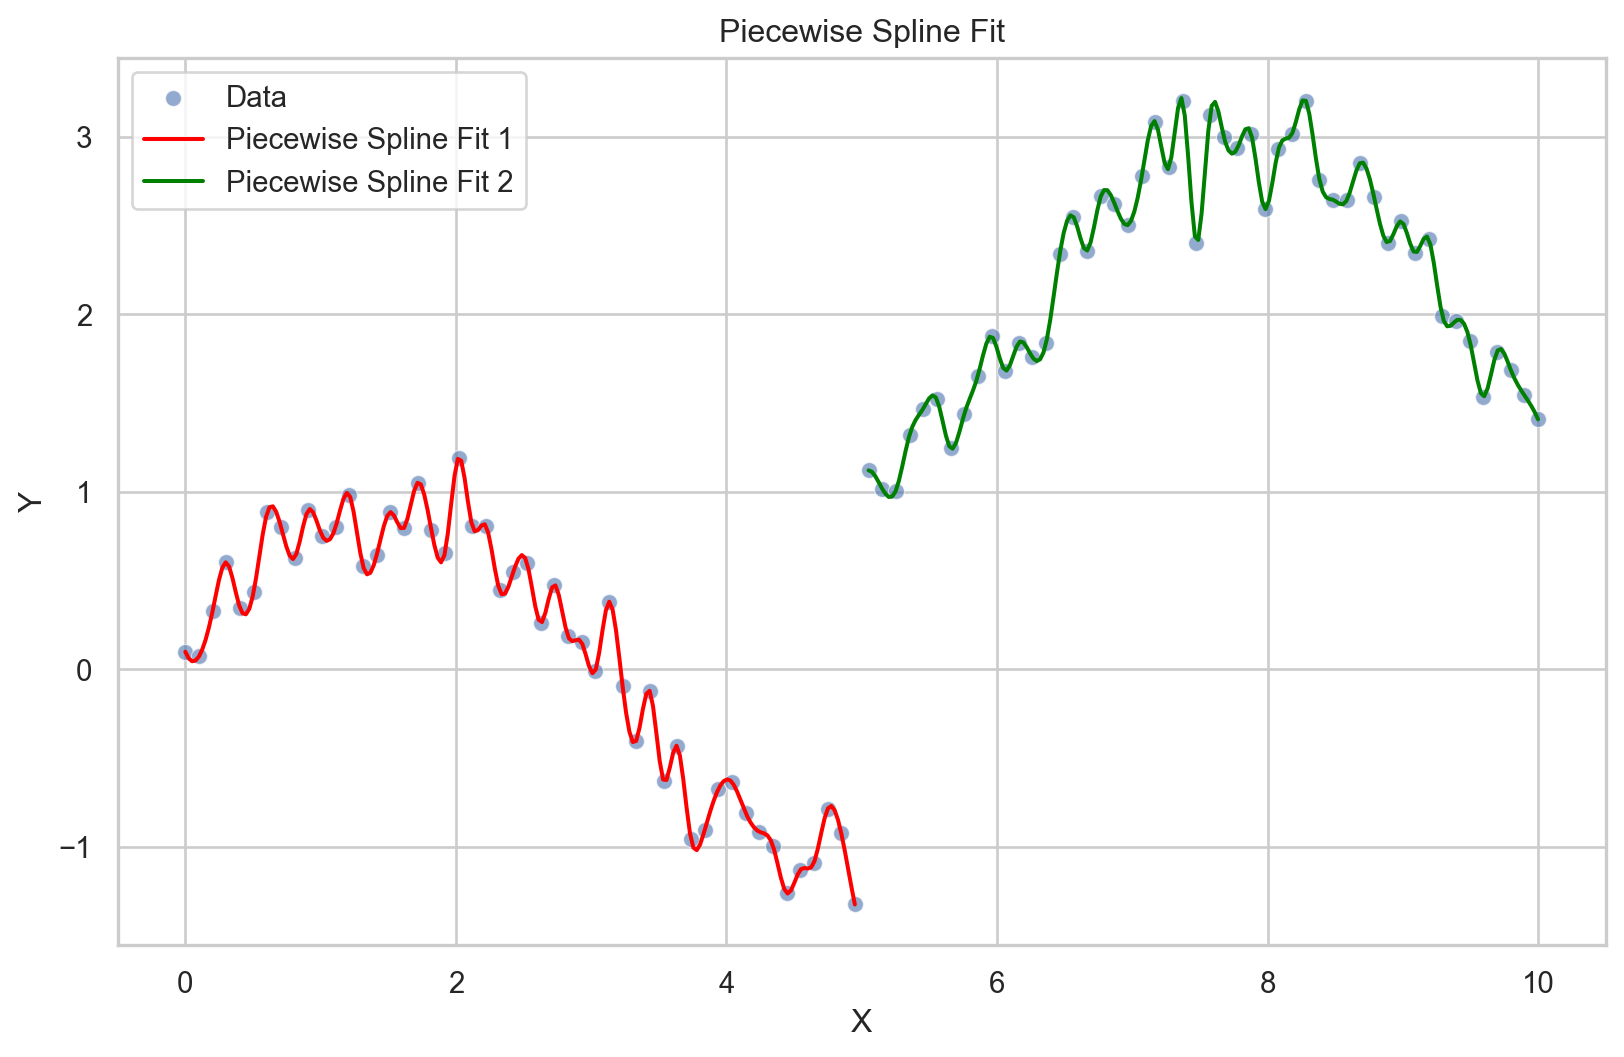 Piecewise Spline Fit
Data
Piecewise Spline Fit 1
Piecewise Spline Fit 2
3
2
1
0
−1
Y
0 2 4 6 8 10
X